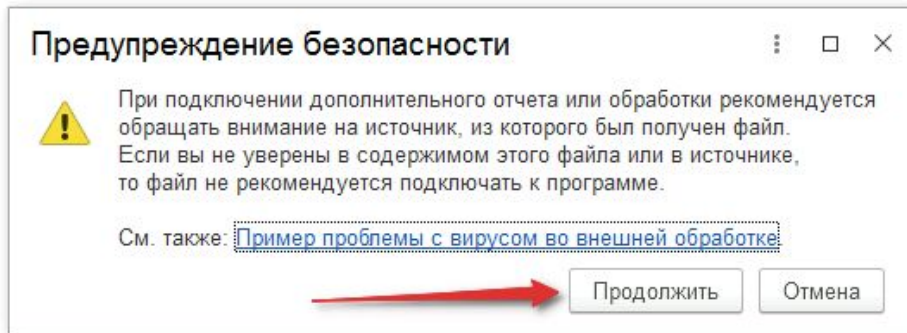 Предупреждение безопасности
При подключении дополнительного отчета или обработки рекомендуется
обращать внимание на источник, из которого был получен файл.
Если вы не уверены в содержимом этого файла или в источнике,
то файл не рекомендуется подключать к программе.
См. также: Пример проблемы с вирусом во внешней обработке.
Продолжить
Отмена